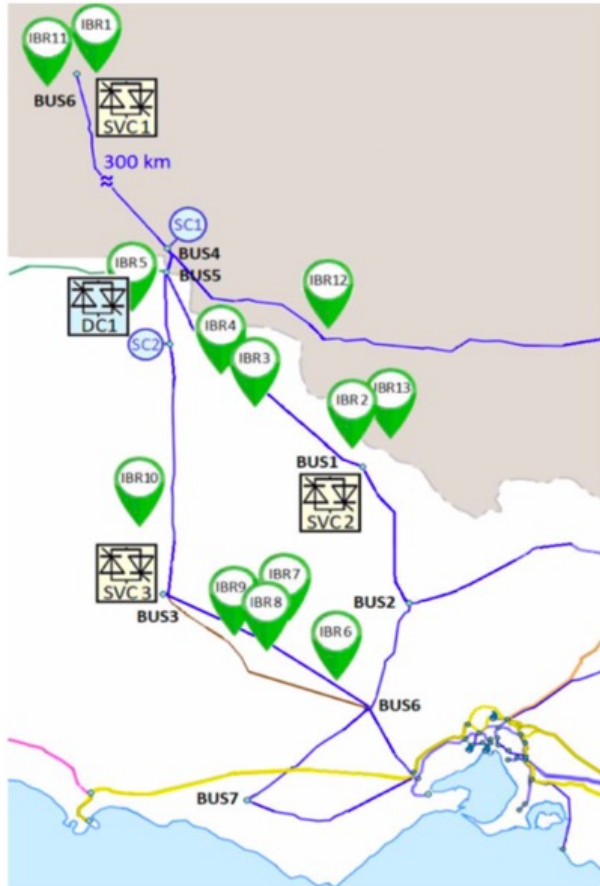 IBR11
IBR1
BUS6
SVC 1
300 km
SC1
BUS4
IBR5
BUS5
IBR12
DC1
SC2
IBR4
IBR3
IBR2
IBR13
BUS1
IBR10
SVC 2
SVC 3
BUS3
IBR9
IBR7
IBR8
BUS2
IBR6
BUS6
BUS7